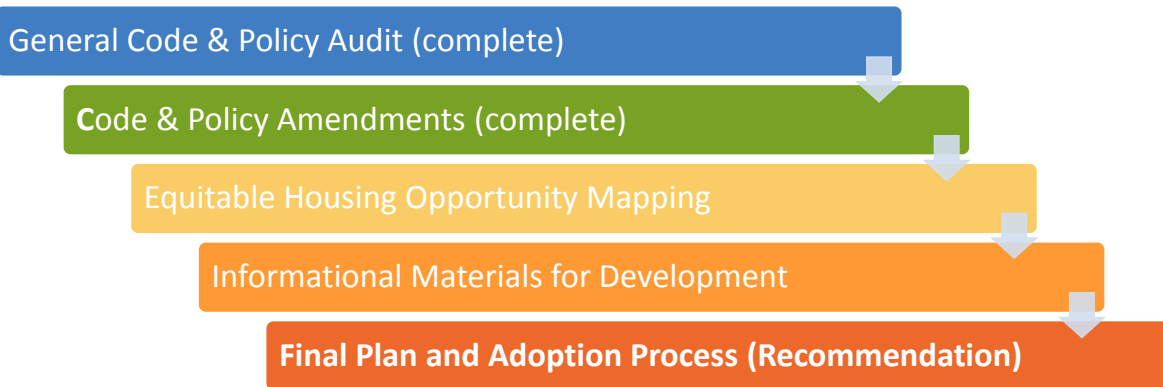 General Code & Policy Audit (complete)
Code & Policy Amendments (complete)
Equitable Housing Opportunity Mapping
Informational Materials for Development
Final Plan and Adoption Process (Recommendation)